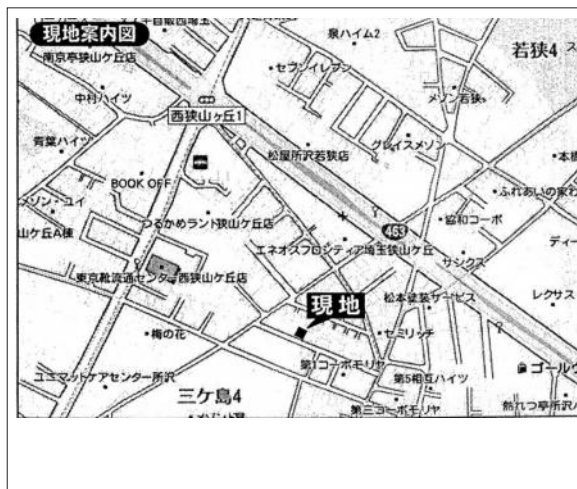 現地案内図
南京亭狭山ケ丘店
泉ハイム2
若狭4
セブンイレブン
中村ハイツ
メゾン若狭
西狭山ヶ丘1
青葉ハイツ
グレイスメゾン
松屋所沢若狭店
BOOK OFF
ふれあいの家わ
メゾン・ユイ
協和コーポ
つるかめランド狭山ケ丘店
463
山ケ丘A棟
エネオスフロンティア埼玉狭山ケ丘
サシクス
東京靴流通センター西狭山ケ丘店
現地
松本塗装サービス
レクサス
梅の花
セミリッチ
第1コーポモリヤ
ゴールウ
ユニマットケアセンター所沢
第5相互ハイツ
三ケ島4
第三コーポモリヤ